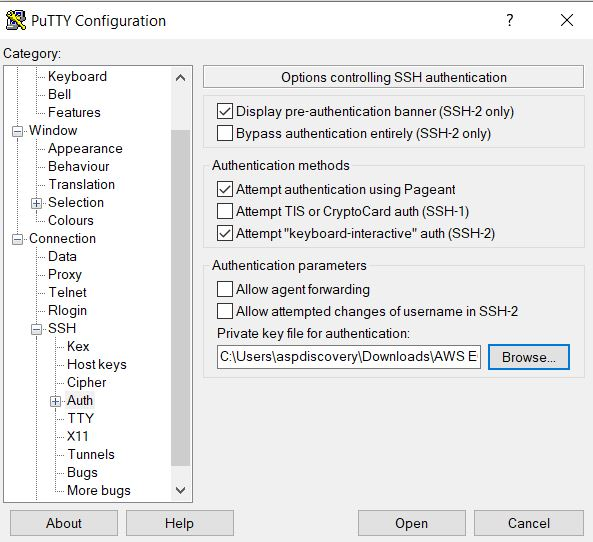 PuTTY Configuration
?
Category:
Keyboard
Bell
Features
Window
Appearance
Behaviour
Translation
Selection
Colours
Connection
Data
Proxy
Telnet
Rlogin
SSH
Kex
Host keys
Cipher
Auth
TTY
X11
Tunnels
Bugs
More bugs
Options controlling SSH authentication
Display pre-authentication banner (SSH-2 only)
Bypass authentication entirely (SSH-2 only)
Authentication methods
Attempt authentication using Pageant
Attempt TIS or CryptoCard auth (SSH-1)
Attempt "keyboard-interactive" auth (SSH-2)
Authentication parameters
Allow agent forwarding
Allow attempted changes of username in SSH-2
Private key file for authentication:
C:\Users\aspdiscovery\Downloads\AWS E
Browse...
About
Help
Open
Cancel